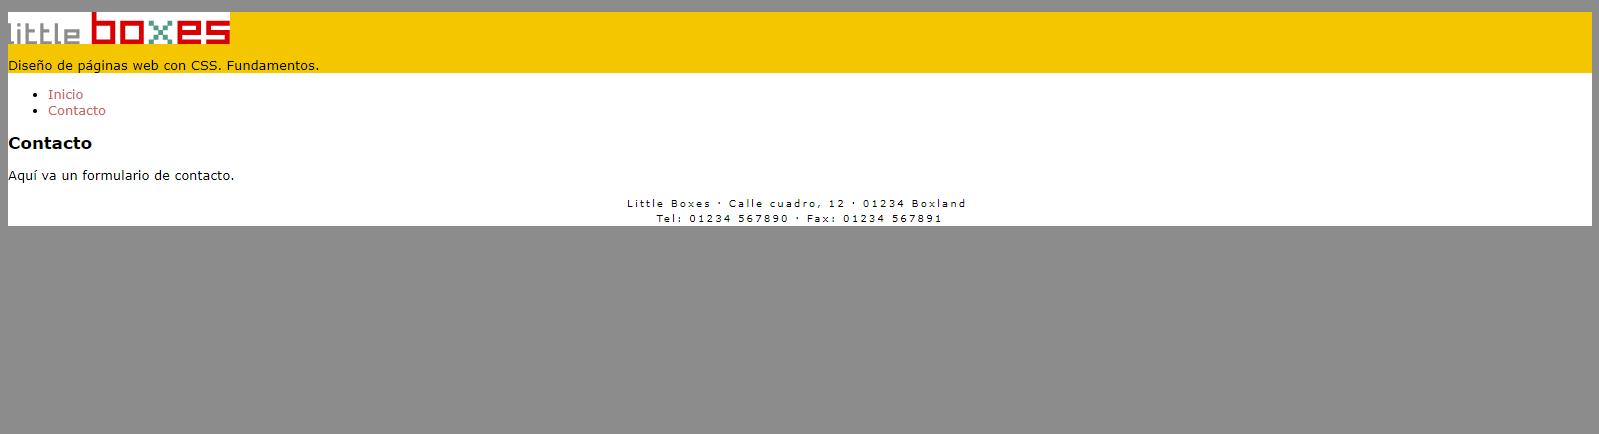 little boxes
Diseño de páginas web con CSS. Fundamentos.
Inicio
Contacto
Contacto
Aquí va un formulario de contacto.
Little Boxes · Calle cuadro, 12 · 01234 Boxland
Tel: 01234 567890 · Fax: 01234 567891